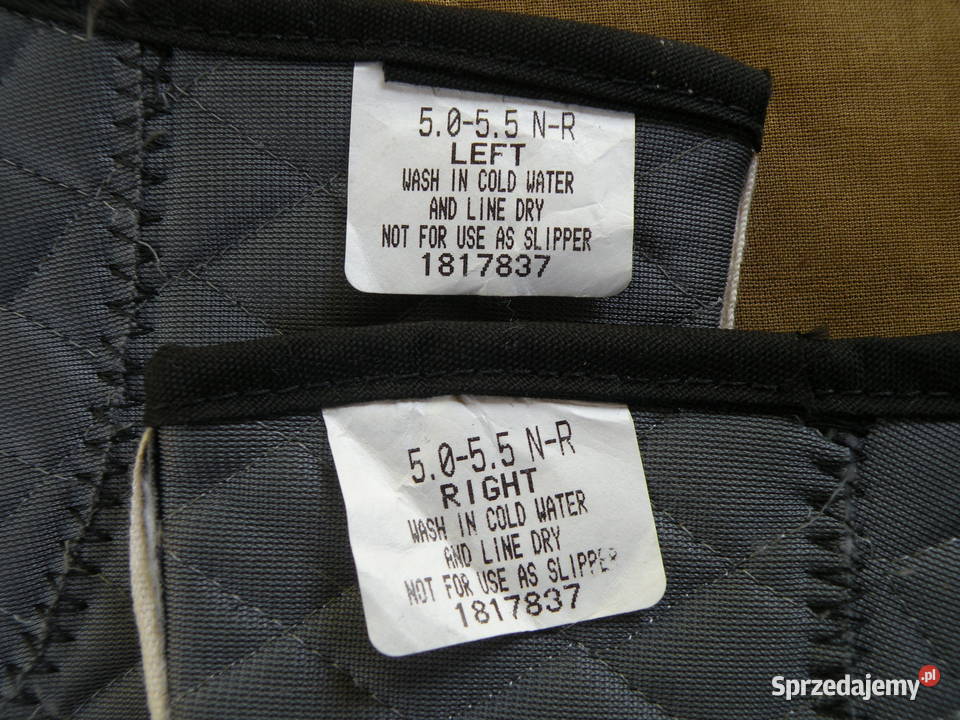 5.0-5.5 N-R
LEFT
WASH IN COLD WATER
AND LINE DRY
NOT FOR USE AS SLIPPER
1817837
5.0-5.5 N-R
RIGHT
WASH IN COLD WATER
AND LINE DRY
NOT FOR USE AS SLIPPER
1817837
Sprzedajemy.pl